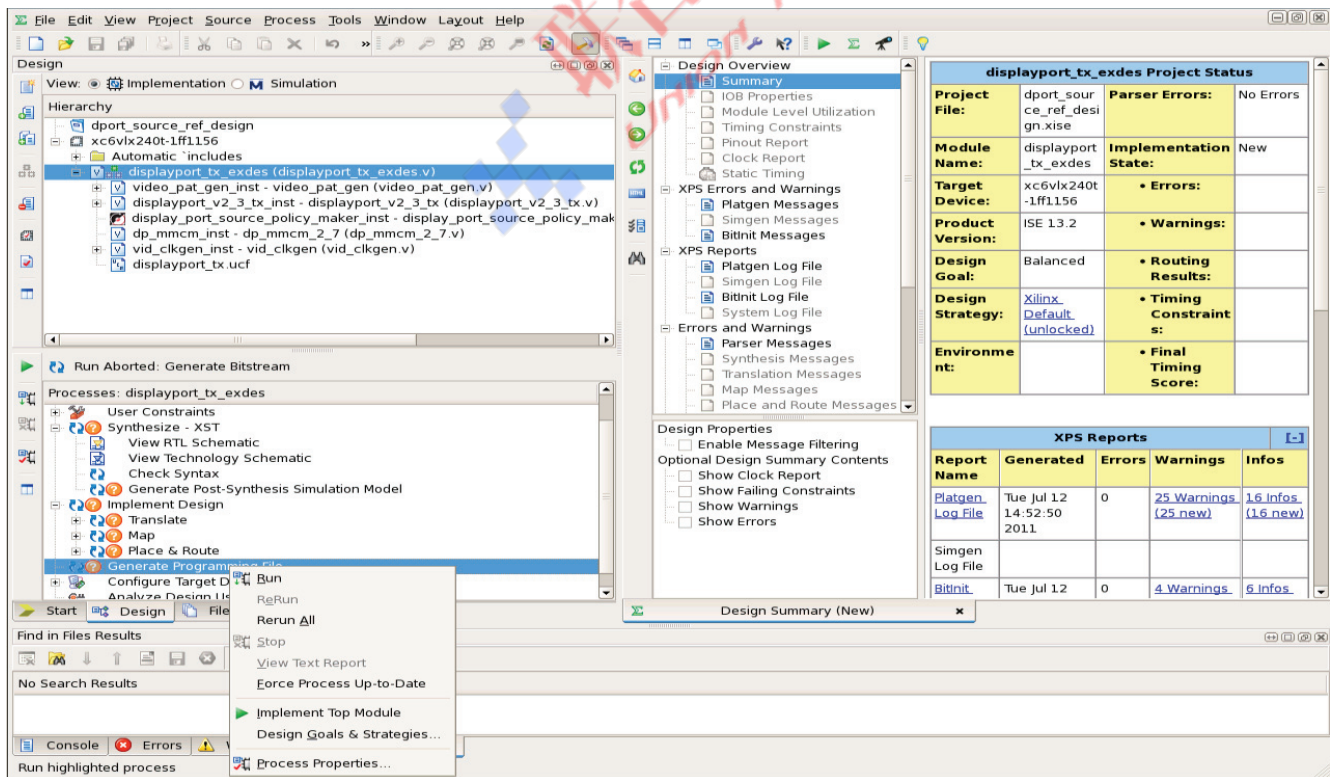 File Edit View Project Source Process Tools Window Layout Help
Design
View: Implementation Simulation
Hierarchy
dport_source_ref_design
xc6vlx240t-1ff1156
Automatic `includes
displayport_tx_exdes (displayport_tx_exdes.v)
video_pat_gen_inst - video_pat_gen (video_pat_gen.v)
displayport_v2_3_tx_inst - displayport_v2_3_tx (displayport_v2_3_tx.v)
display_port_source_policy_maker_inst - display_port_source_policy_mak
dp_mmcm_inst - dp_mmcm_2_7 (dp_mmcm_2_7.v)
vid_clkgen_inst - vid_clkgen (vid_clkgen.v)
displayport_tx.ucf
Run Aborted: Generate Bitstream
Processes: displayport_tx_exdes
User Constraints
Synthesize - XST
View RTL Schematic
View Technology Schematic
Check Syntax
Generate Post-Synthesis Simulation Model
Implement Design
Translate
Map
Place & Route
Generate Programming File
Configure Target D
Analyze Design Us
Start Design File
Run
ReRun
Rerun All
Stop
View Text Report
Force Process Up-to-Date
Implement Top Module
Design Goals & Strategies...
Process Properties...
Design Overview
Summary
IOB Properties
Module Level Utilization
Timing Constraints
Pinout Report
Clock Report
Static Timing
XPS Errors and Warnings
Platgen Messages
Simgen Messages
BitInit Messages
XPS Reports
Platgen Log File
Simgen Log File
BitInit Log File
System Log File
Errors and Warnings
Parser Messages
Synthesis Messages
Translation Messages
Map Messages
Place and Route Messages
Design Properties
Enable Message Filtering
Optional Design Summary Contents
Show Clock Report
Show Failing Constraints
Show Warnings
Show Errors
Design Summary (New)
displayport_tx_exdes Project Status
Project dport_sour Parser Errors: No Errors
File: ce_ref_desi
gn.xise
Module displayport Implementation New
Name: _tx_exdes State:
Target xc6vlx240t • Errors:
Device: -1ff1156
Product ISE 13.2 • Warnings:
Version:
Design Balanced • Routing
Goal: Results:
Design Xilinx • Timing
Strategy: Default Constraint
(unlocked) s:
Environme • Final
nt: Timing
Score:
XPS Reports [-]
Report Generated Errors Warnings Infos
Name
Platgen Tue Jul 12 0 25 Warnings 16 Infos
Log File 14:52:50 (25 new) (16 new)
2011
Simgen
Log File
BitInit Tue Jul 12 0 4 Warnings 6 Infos
Find in Files Results
No Search Results
Console Errors
Run highlighted process